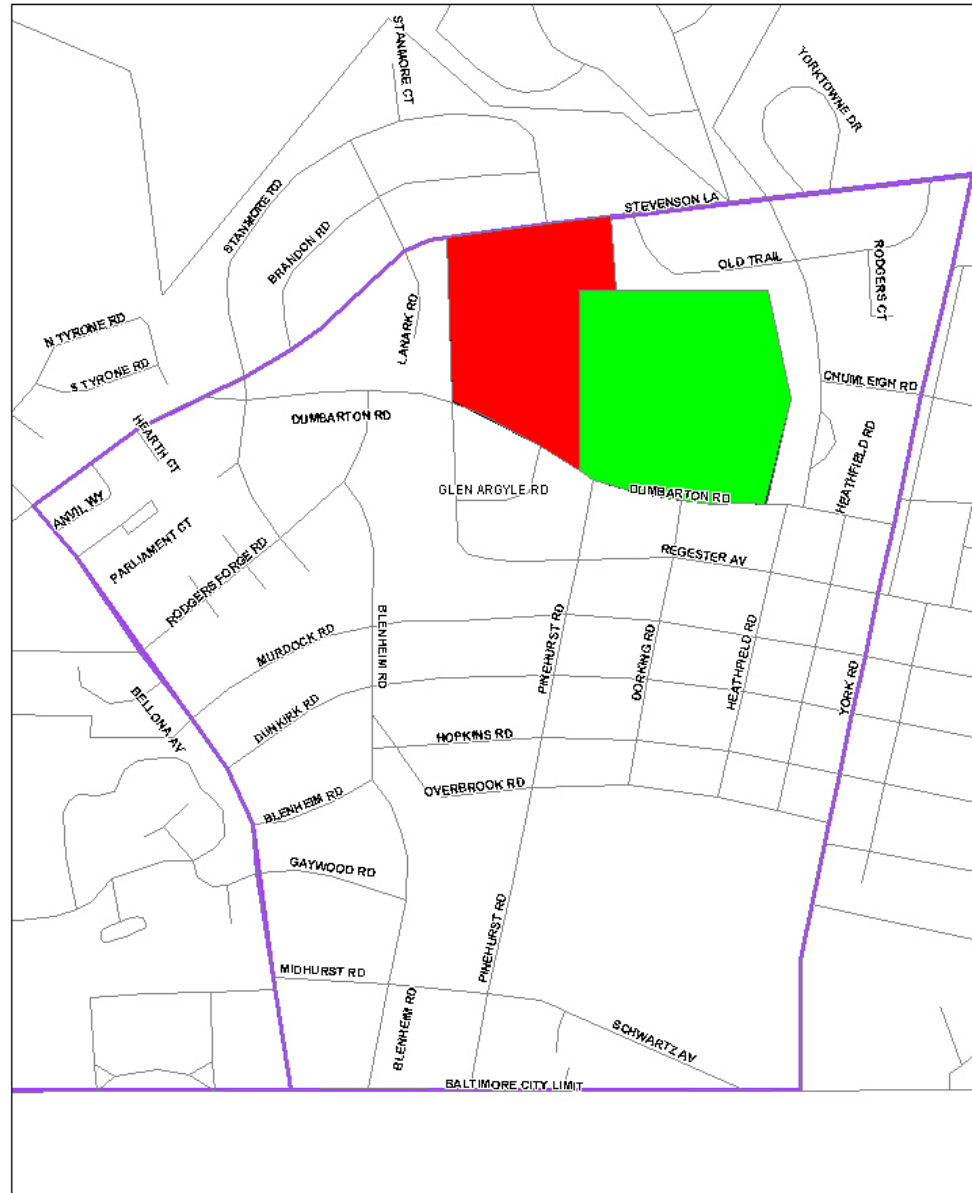 STANMORE CT
YORKTOWNE DR
STANMORE RD
STEVENSON LA
BRANDON RD
OLD TRAIL
RODGERS CT
LANARK RD
N TYRONE RD
S TYRONE RD
CHUMLEIGH RD
DUMBARTON RD
HEARTH CT
HEATHFIELD RD
GLEN ARGYLE RD
DUMBARTON RD
ANVIL WY
PARLIAMENT CT
REGESTER AV
RODGERS FORGE RD
BLENHEIM RD
PINEHURST RD
MURDOCK RD
DORKING RD
HEATHFIELD RD
YORK RD
BELLONA AV
DUNKIRK RD
HOPKINS RD
OVERBROOK RD
BLENHEIM RD
GAYWOOD RD
PINEHURST RD
MIDHURST RD
BLENHEIM RD
SCHWARTZ AV
BALTIMORE CITY LIMIT